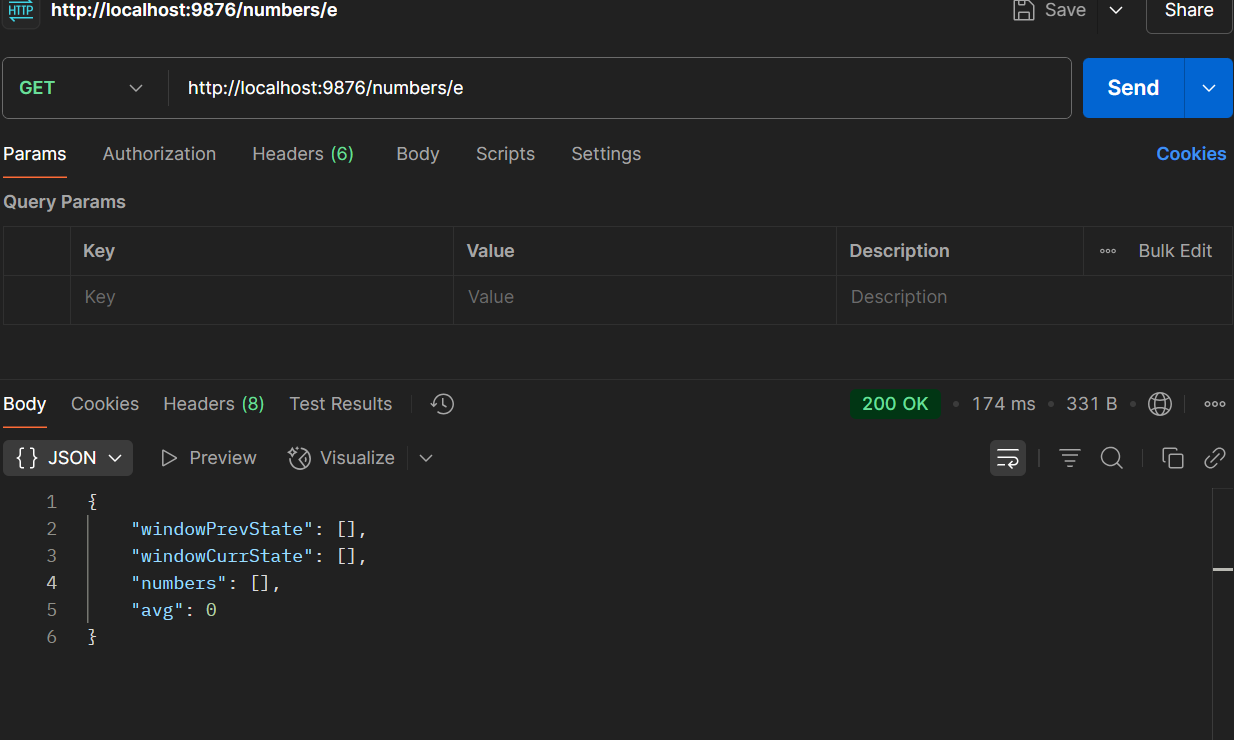 HTTP http://localhost:9876/numbers/e Save Share
GET http://localhost:9876/numbers/e Send
Params Authorization Headers (6) Body Scripts Settings Cookies
Query Params
Key Value Description Bulk Edit
Key Value Description
Body Cookies Headers (8) Test Results 200 OK 174 ms 331 B
{} JSON Preview Visualize
1 {
2 "windowPrevState": [],
3 "windowCurrState": [],
4 "numbers": [],
5 "avg": 0
6 }